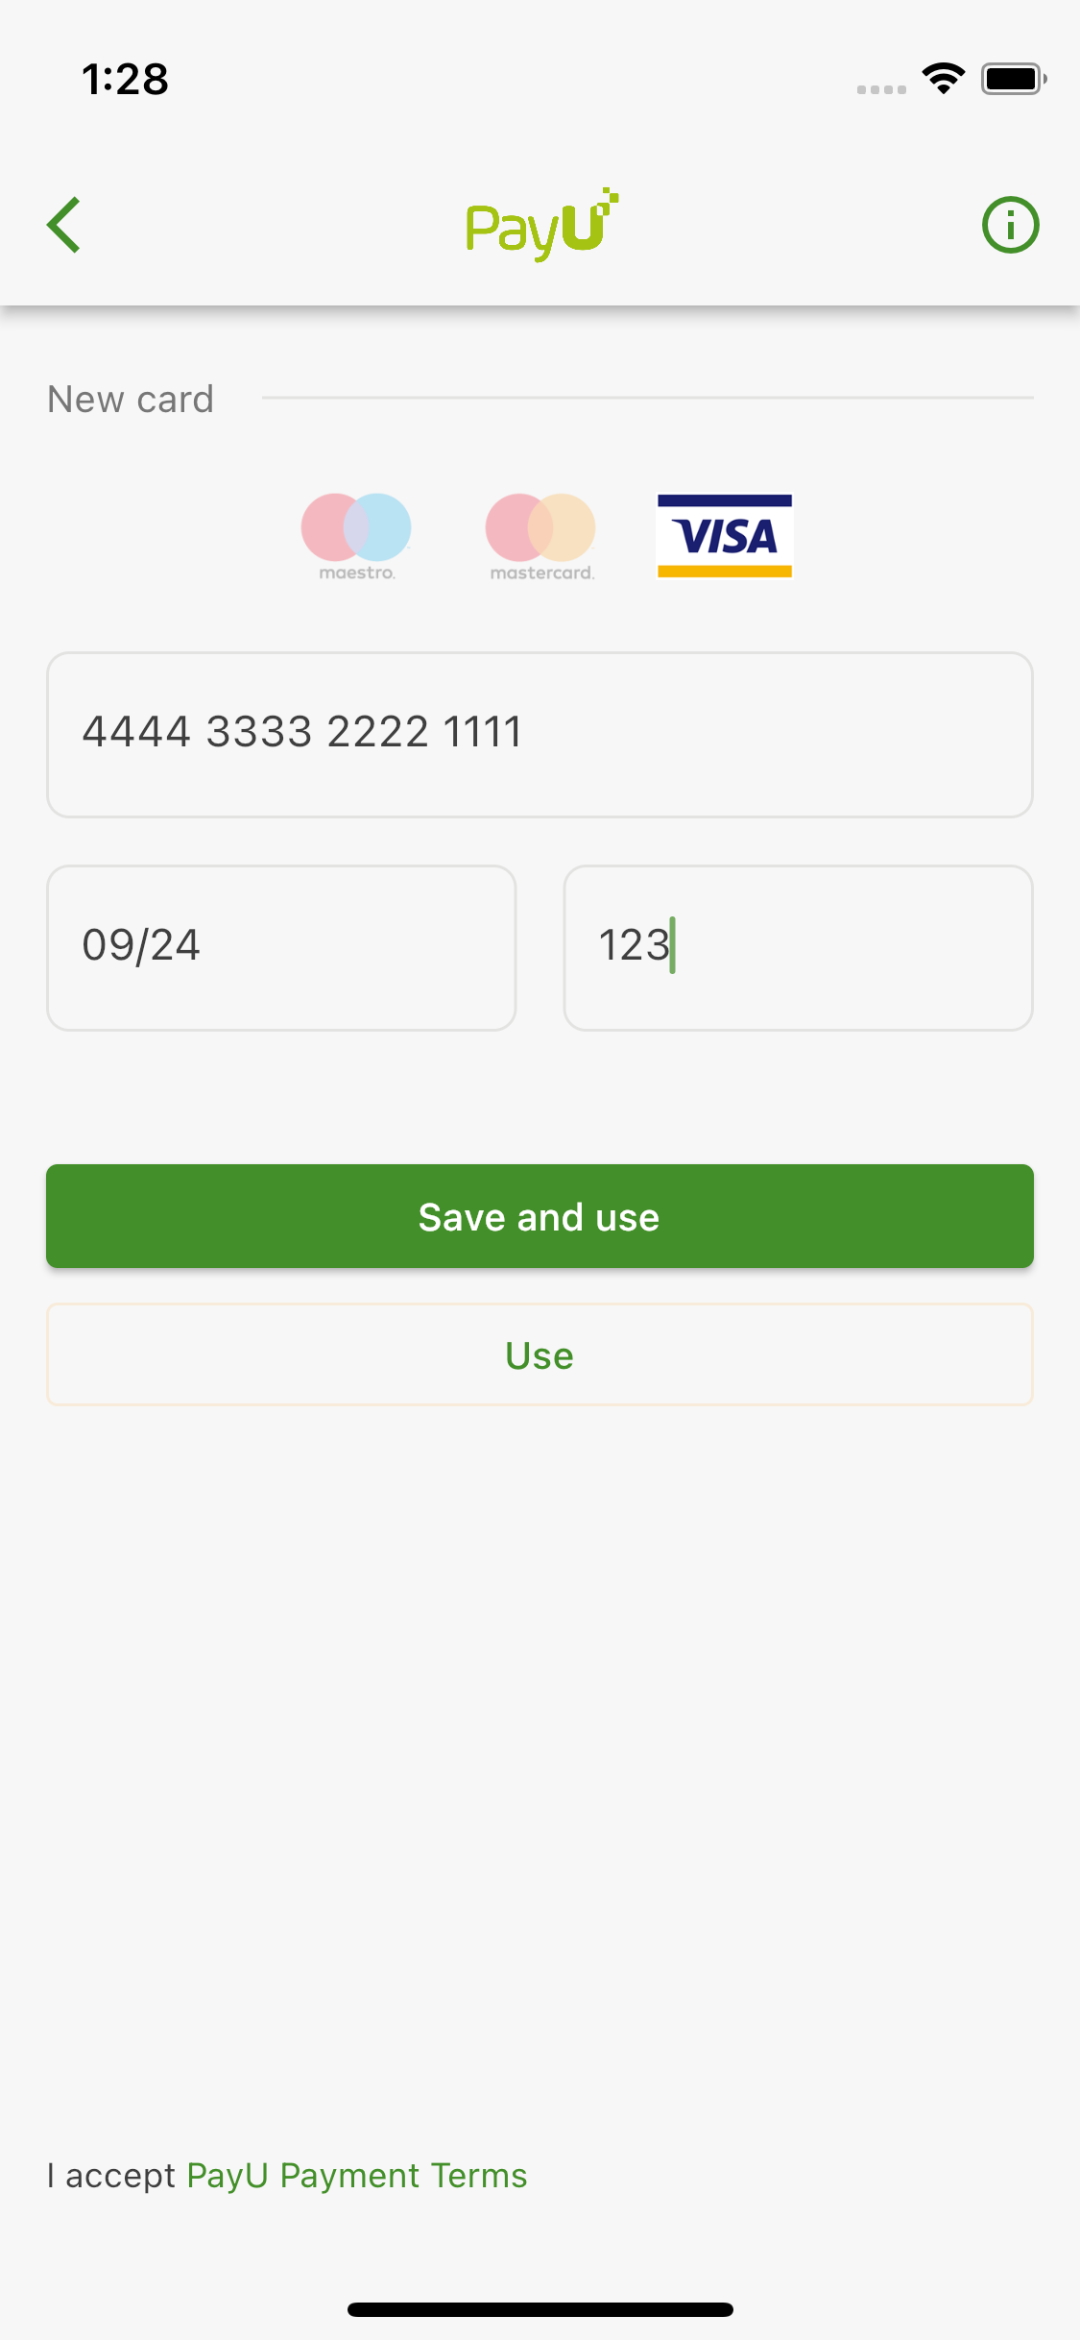 1:28
PayU
New card
maestro.
mastercard.
VISA
4444 3333 2222 1111
09/24
123
Save and use
Use
I accept PayU Payment Terms